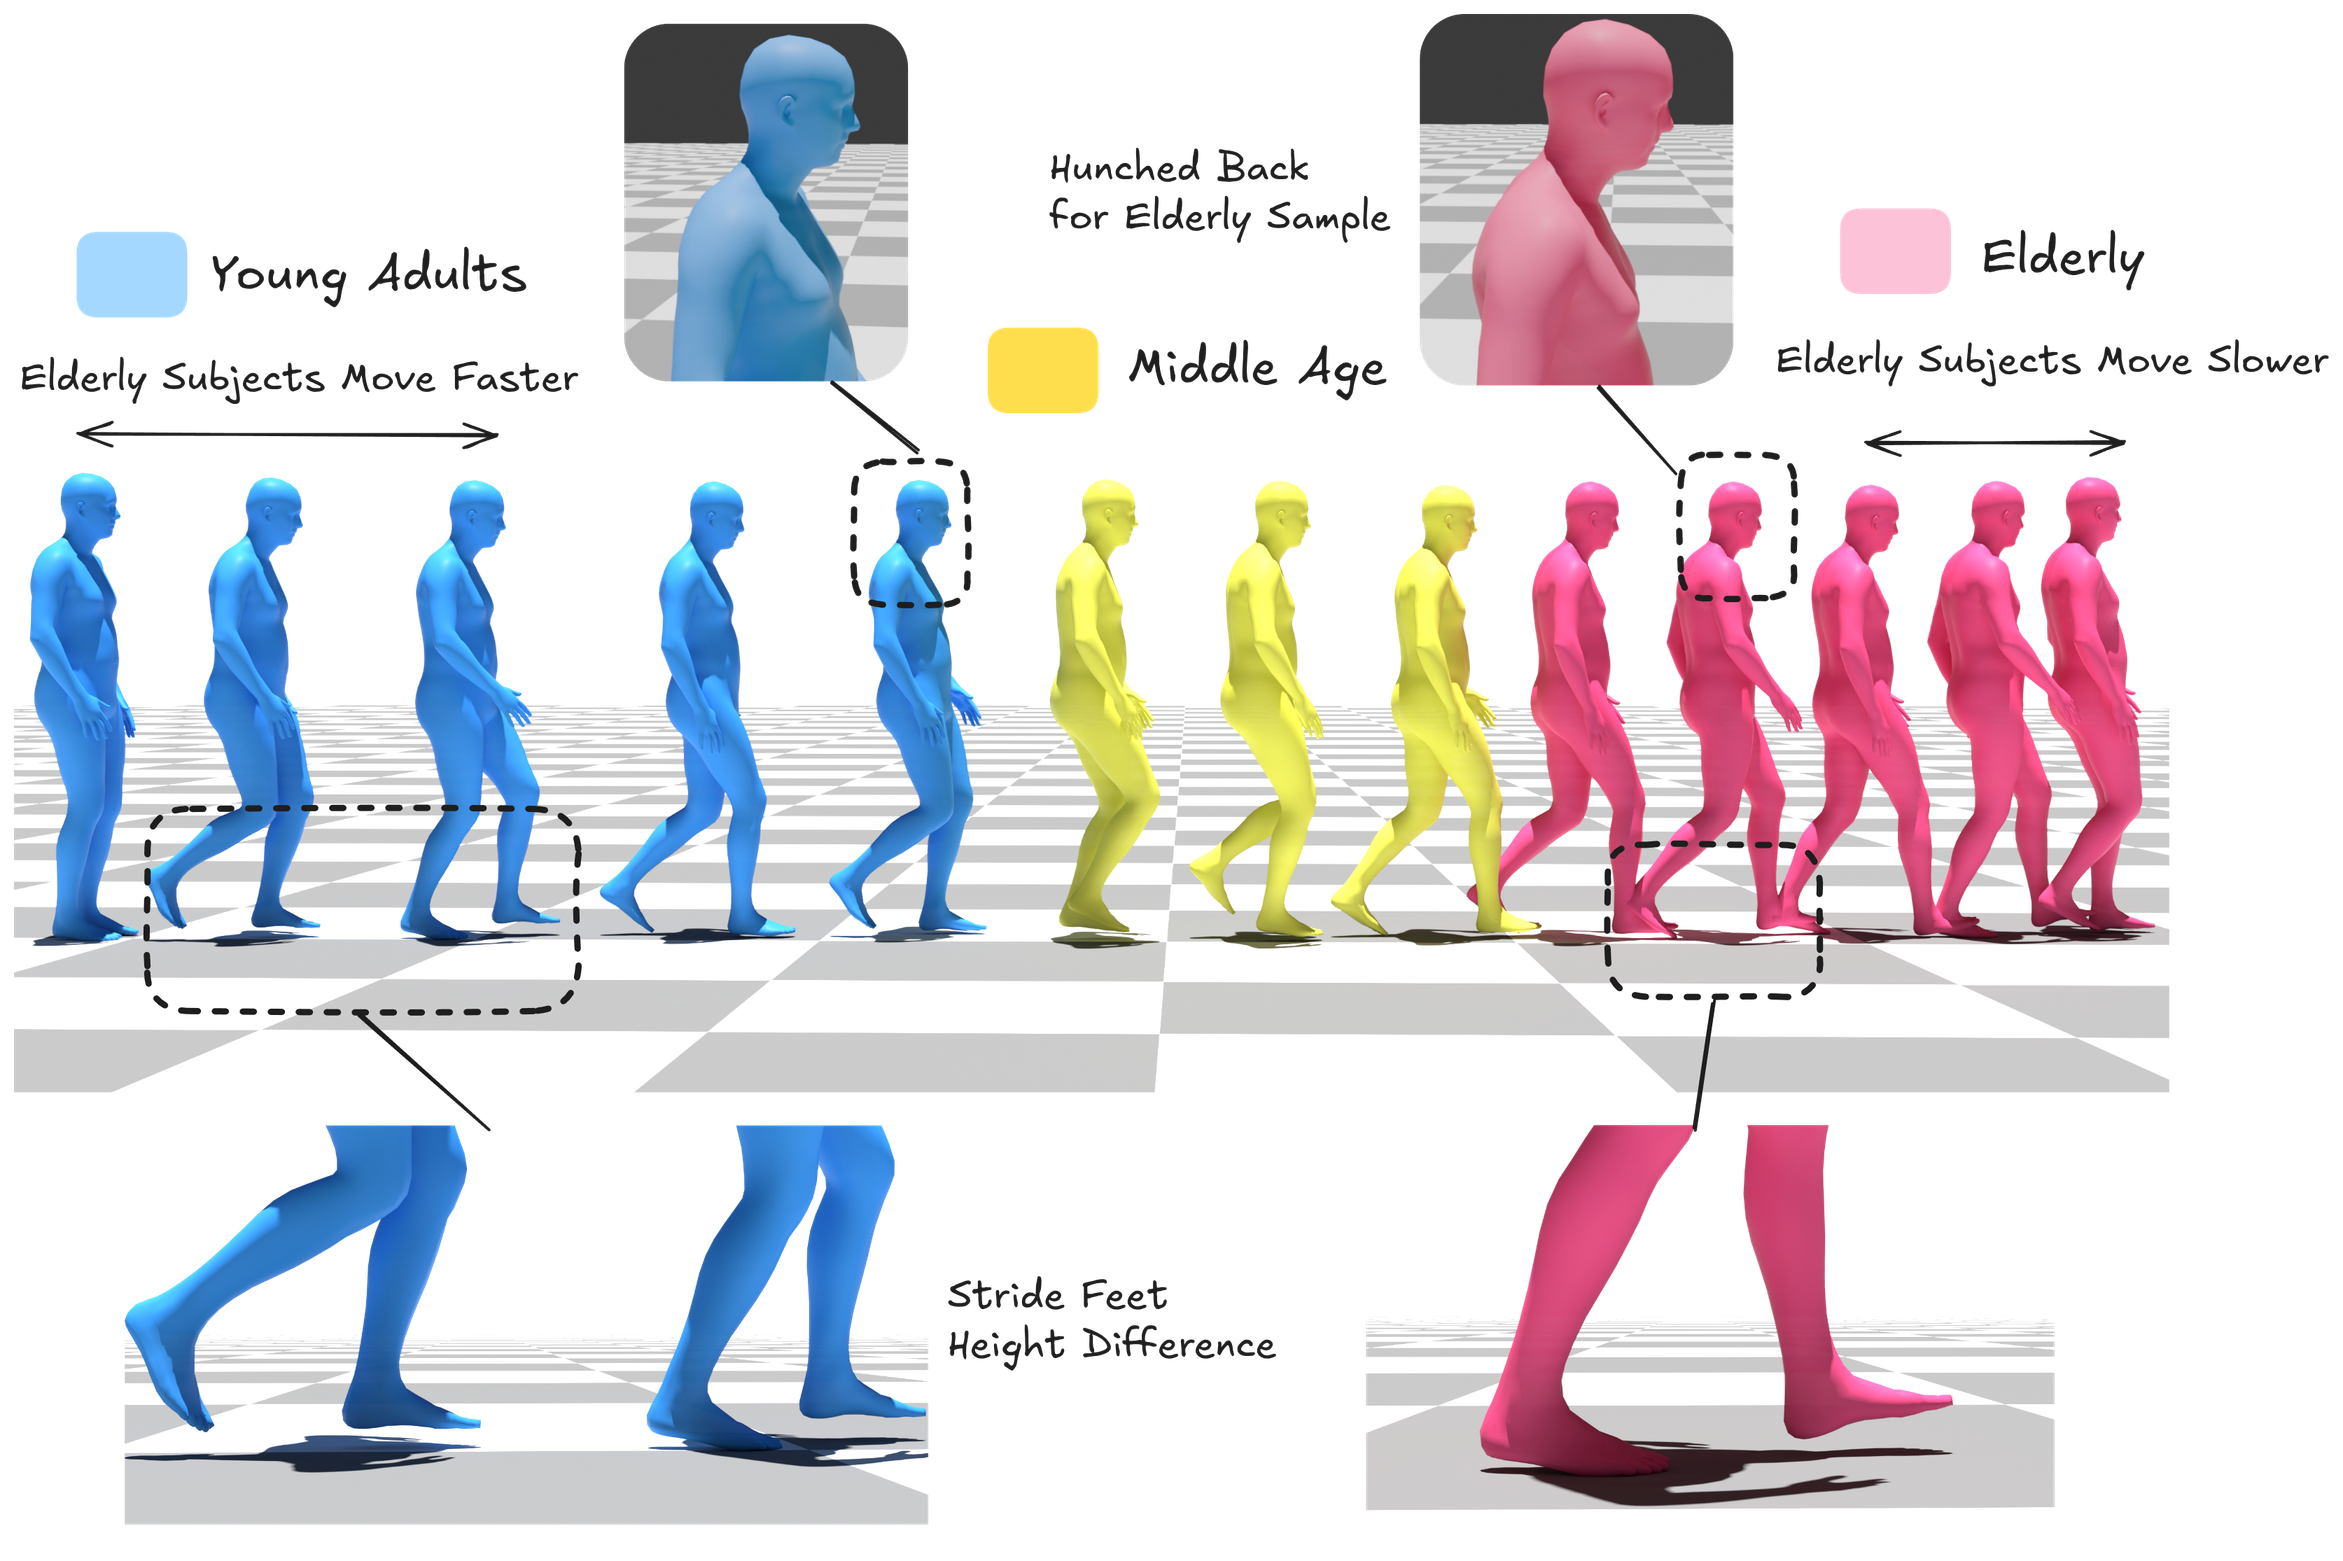 Hunched Back
for Elderly Sample
Young Adults
Elderly
Middle Age
Elderly Subjects Move Faster
Elderly Subjects Move Slower
Stride Feet
Height Difference